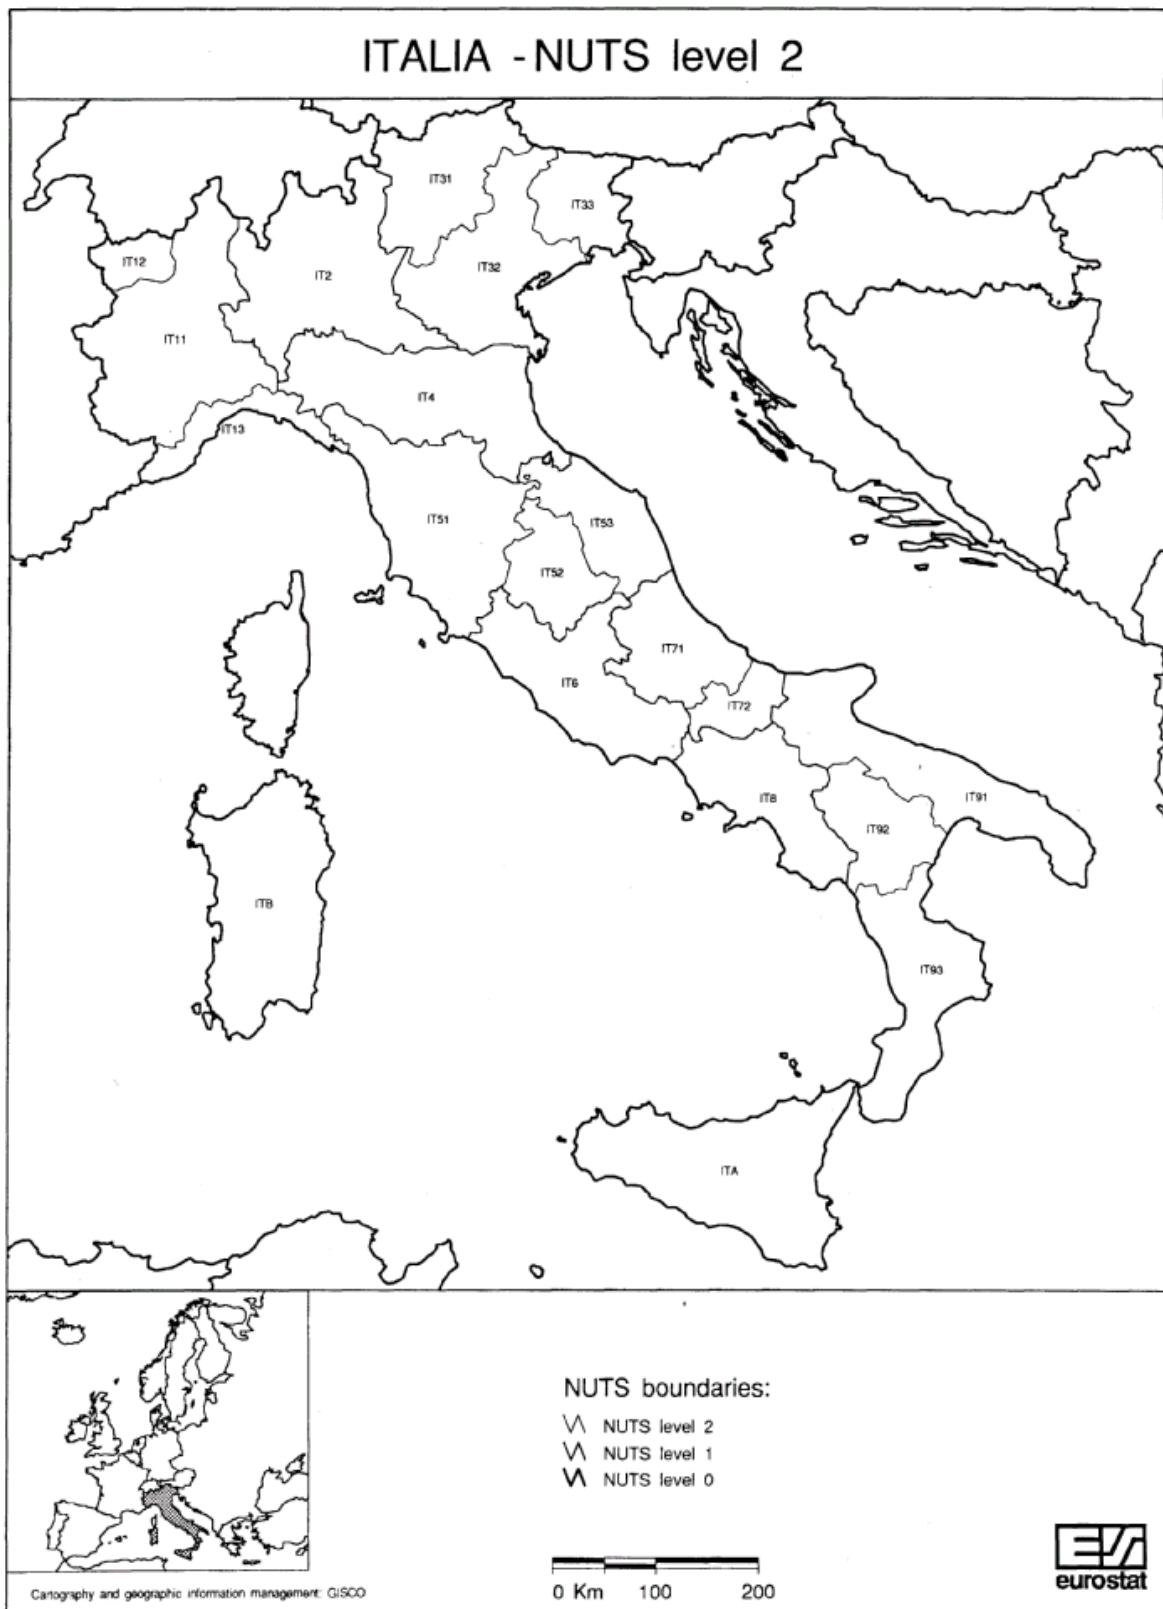 ITALIA - NUTS level 2
IT31
IT33
IT12
IT32
IT2
IT11
IT4
IT13
IT51
IT53
IT52
IT71
IT6
IT72
IT8
IT91
IT92
ITB
IT93
ITA
NUTS boundaries:
NUTS level 2
NUTS level 1
NUTS level 0
0 Km 100 200
eurostat
Cartography and geographic information management: GISCO